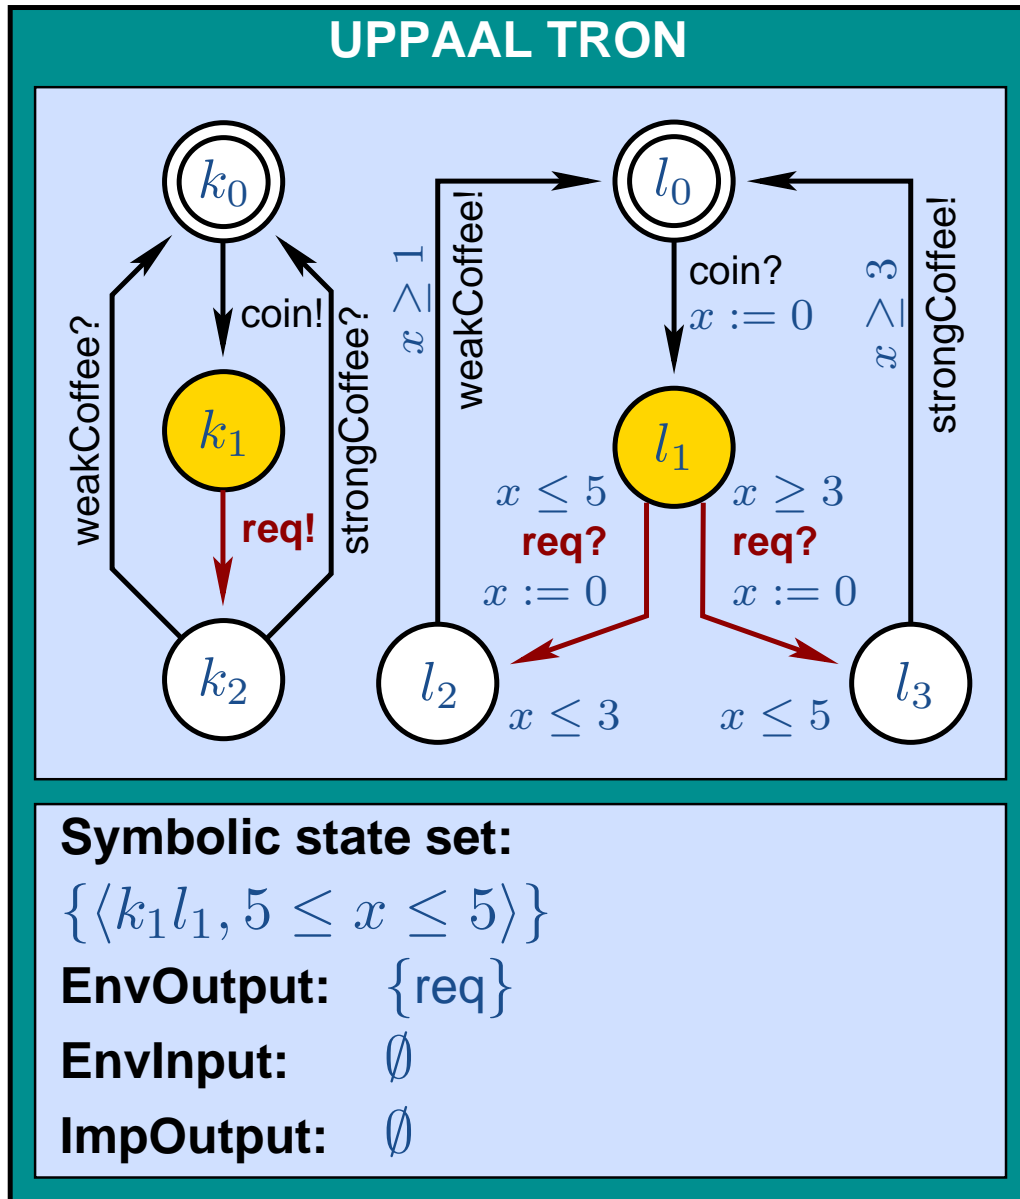 UPPAAL TRON
k₀
l₀
weakCoffee?
coin!
strongCoffee?
x ≥ 1
weakCoffee!
coin?
x := 0
x ≥ 3
strongCoffee!
k₁
l₁
x ≤ 5
x ≥ 3
req!
req?
req?
x := 0
x := 0
k₂
l₂
x ≤ 3
x ≤ 5
l₃
Symbolic state set:
{⟨k₁l₁, 5 ≤ x ≤ 5⟩}
EnvOutput: {req}
EnvInput: ∅
ImpOutput: ∅